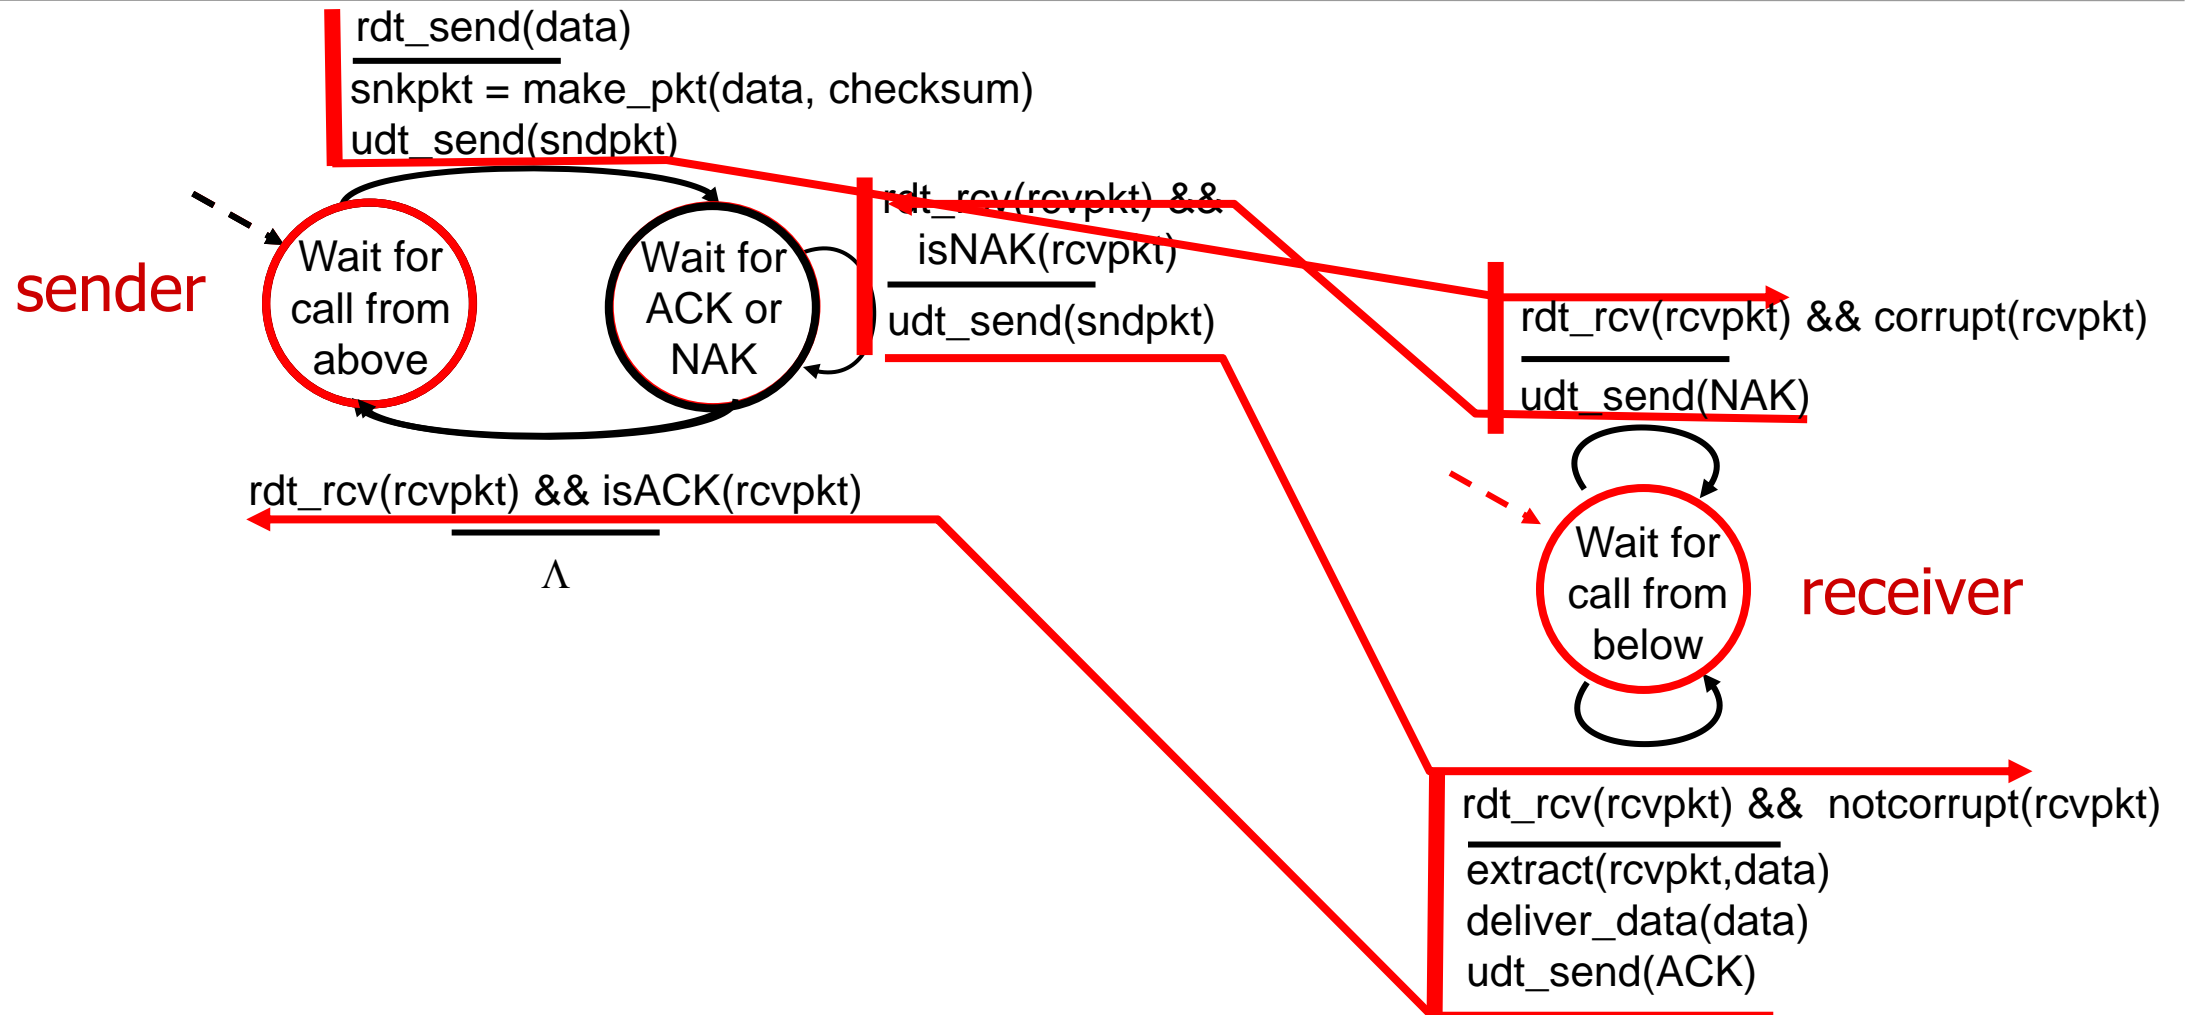 rdt_send(data)
snkpkt = make_pkt(data, checksum)
udt_send(sndpkt)
sender
Wait for
call from
above
Wait for
ACK or
NAK
rdt_rcv(rcvpkt) &&
isNAK(rcvpkt)
udt_send(sndpkt)
rdt_rcv(rcvpkt) && isACK(rcvpkt)
Λ
rdt_rcv(rcvpkt) && corrupt(rcvpkt)
udt_send(NAK)
Wait for
call from
below
receiver
rdt_rcv(rcvpkt) && notcorrupt(rcvpkt)
extract(rcvpkt,data)
deliver_data(data)
udt_send(ACK)